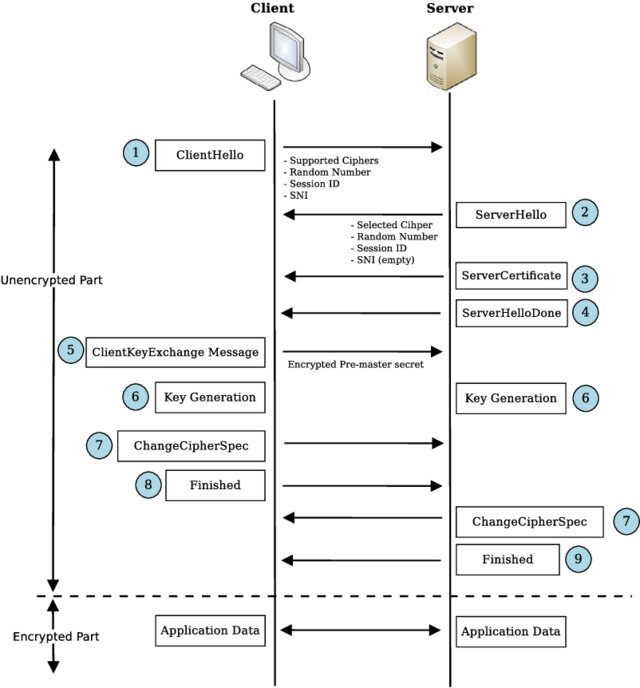 Client
Server
1
ClientHello
- Supported Ciphers
- Random Number
- Session ID
- SNI
ServerHello
2
- Selected Cihper
- Random Number
- Session ID
- SNI (empty)
Unencrypted Part
ServerCertificate
3
ServerHelloDone
4
5
ClientKeyExchange Message
Encrypted Pre-master secret
6
Key Generation
Key Generation
6
7
ChangeCipherSpec
8
Finished
ChangeCipherSpec
7
Finished
9
Encrypted Part
Application Data
Application Data